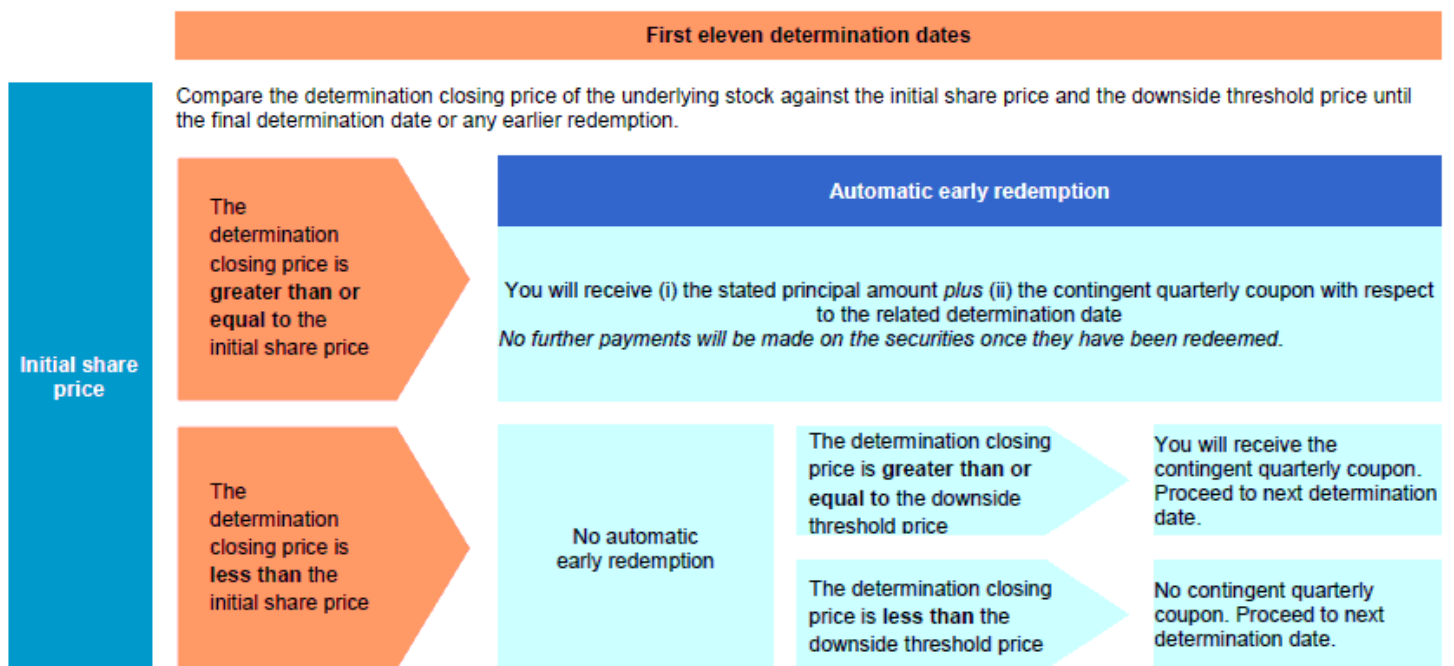 First eleven determination dates
Compare the determination closing price of the underlying stock against the initial share price and the downside threshold price until
the final determination date or any earlier redemption.
Initial share
price
The
determination
closing price is
greater than or
equal to the
initial share price
Automatic early redemption
You will receive (i) the stated principal amount plus (ii) the contingent quarterly coupon with respect
to the related determination date
No further payments will be made on the securities once they have been redeemed.
The
determination
closing price is
less than the
initial share price
No automatic
early redemption
The determination closing
price is greater than or
equal to the downside
threshold price
You will receive the
contingent quarterly coupon.
Proceed to next determination
date.
The determination closing
price is less than the
downside threshold price
No contingent quarterly
coupon. Proceed to next
determination date.